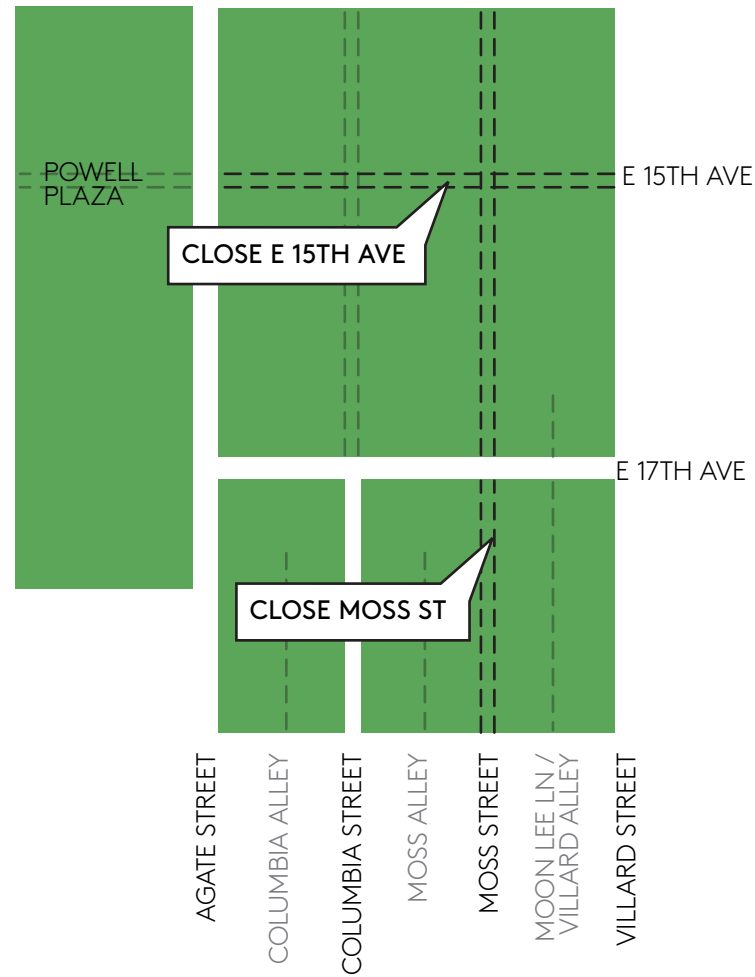 POWELL
PLAZA
E 15TH AVE
CLOSE E 15TH AVE
E 17TH AVE
CLOSE MOSS ST
AGATE STREET
COLUMBIA ALLEY
COLUMBIA STREET
MOSS ALLEY
MOSS STREET
MOON LEE LN /
VILLARD ALLEY
VILLARD STREET